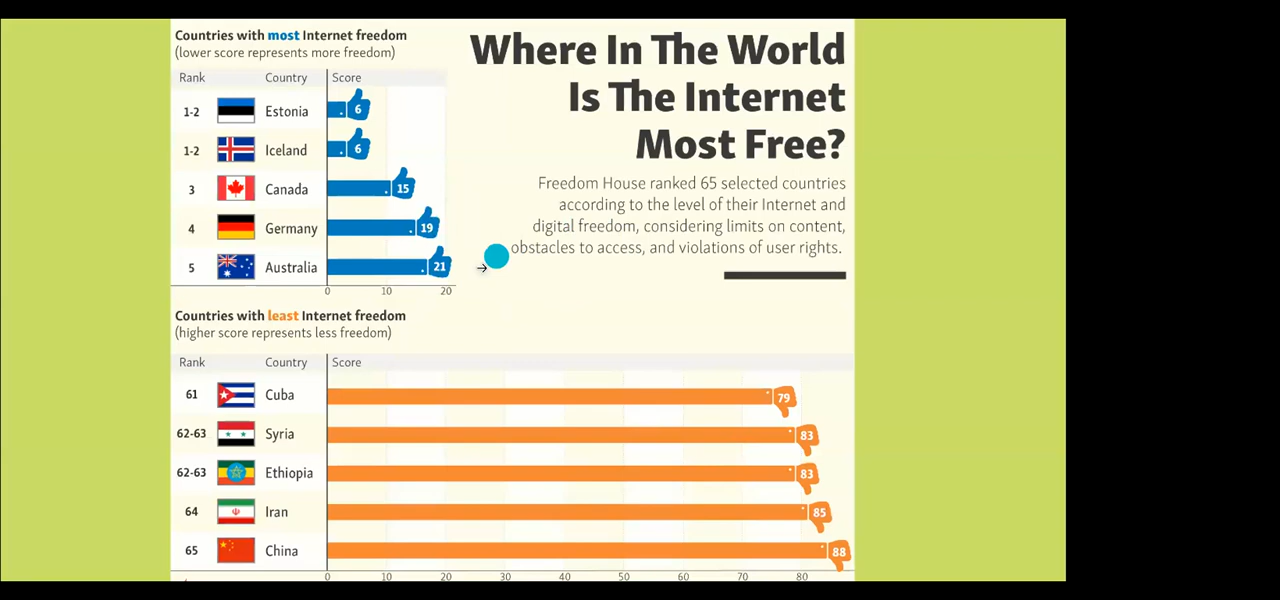 Where In The World
Is The Internet
Most Free?
Freedom House ranked 65 selected countries
according to the level of their Internet and
digital freedom, considering limits on content,
obstacles to access, and violations of user rights.
Countries with most Internet freedom
(lower score represents more freedom)
Rank Country Score
1-2 Estonia 6
1-2 Iceland 6
3 Canada 15
4 Germany 19
5 Australia 21
0 10 20
Countries with least Internet freedom
(higher score represents less freedom)
Rank Country Score
61 Cuba 79
62-63 Syria 83
62-63 Ethiopia 83
64 Iran 85
65 China 88
0 10 20 30 40 50 60 70 80